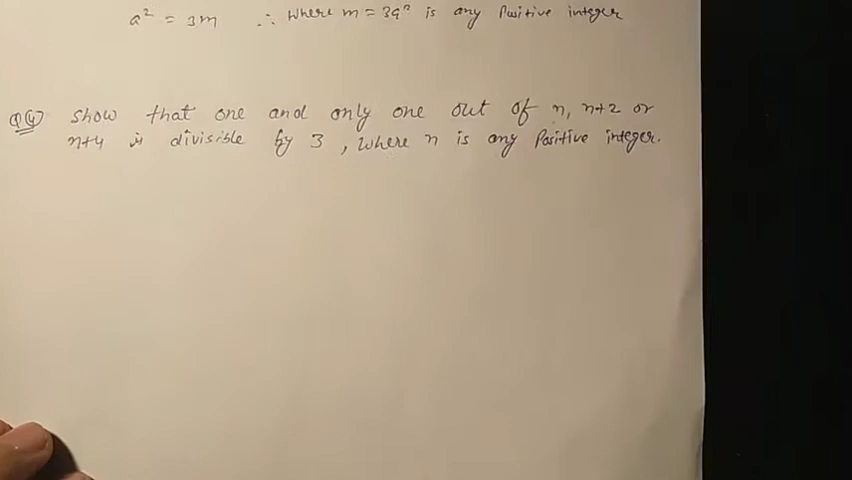 a² = 3m ∴ where m = 3q² is any Positive integer
Q4) show that one and only one out of n, n+2 or
n+4 is divisible by 3, where n is any Positive integer.